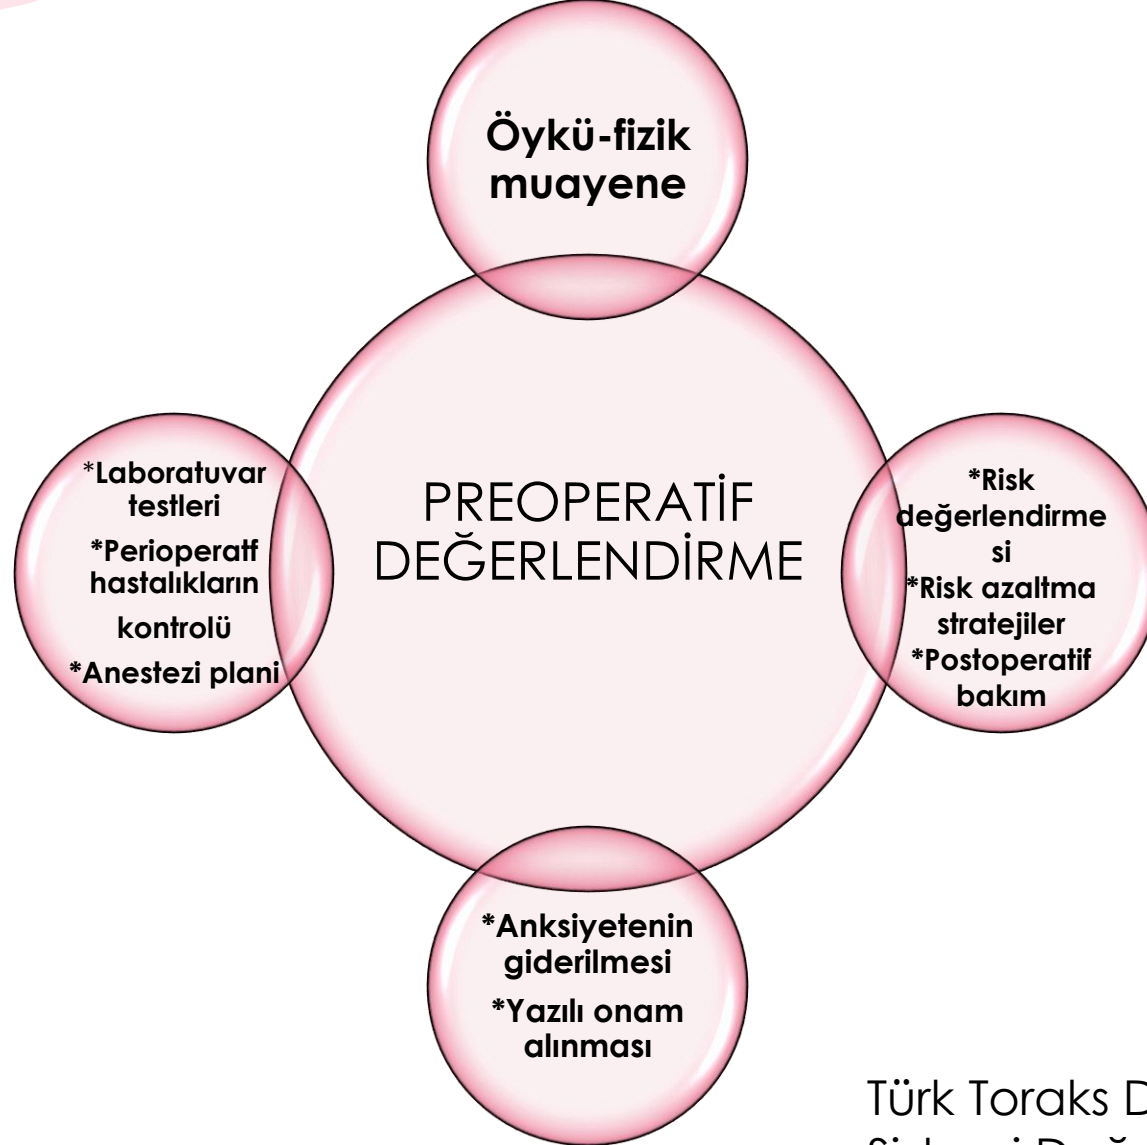 Öykü-fizik
muayene
*Laboratuvar
testleri
*Perioperatf
hastalıkların
kontrolü
*Anestezi plani
PREOPERATİF
DEĞERLENDİRME
*Risk
değerlendirme
si
*Risk azaltma
stratejiler
*Postoperatif
bakım
*Anksiyetenin
giderilmesi
*Yazılı onam
alınması
Türk Toraks